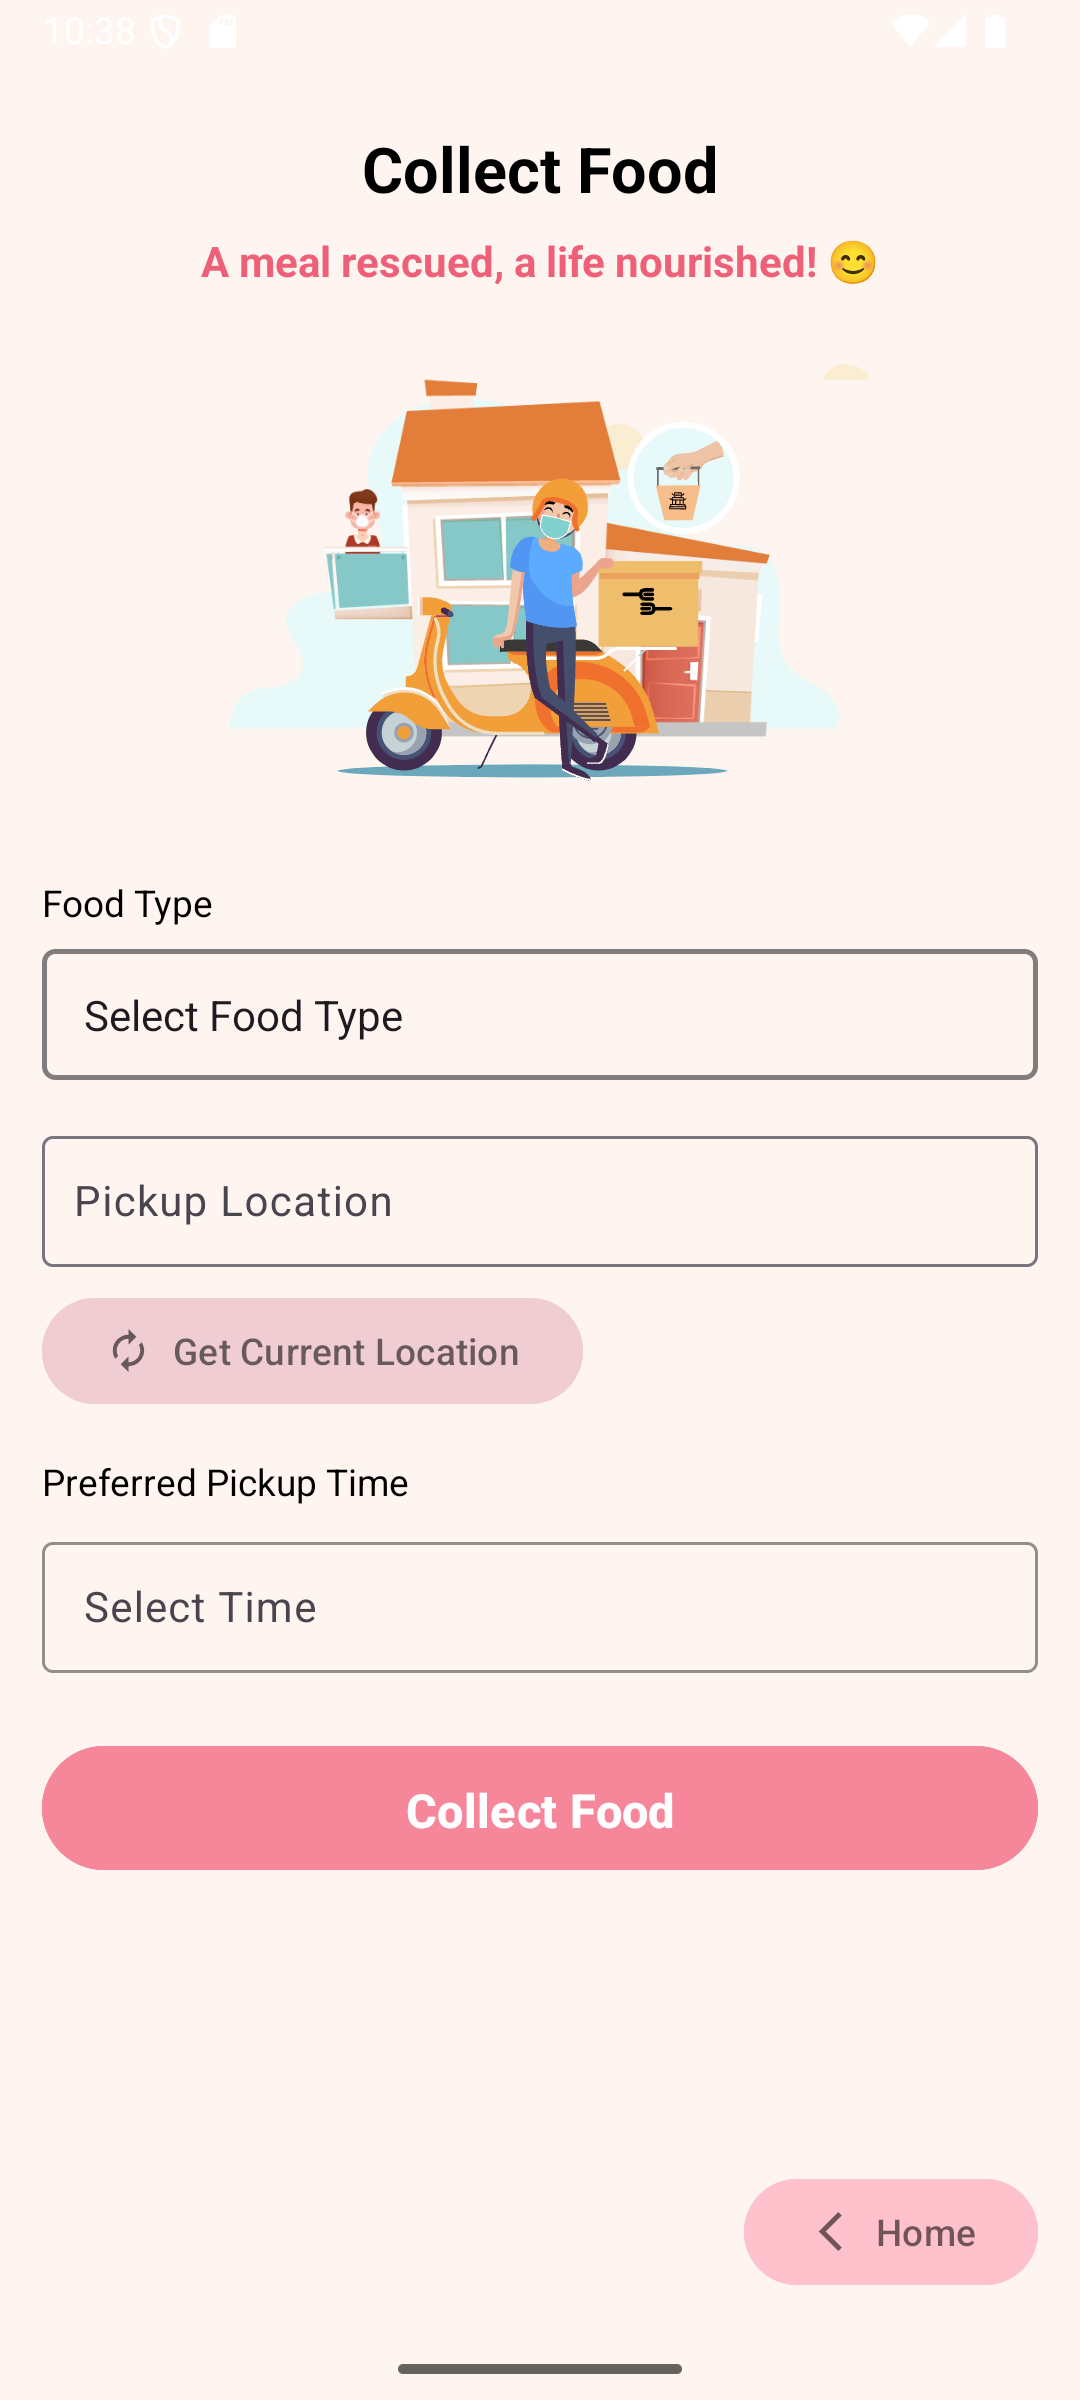 10:38
Collect Food
A meal rescued, a life nourished! 😊
Food Type
Select Food Type
Pickup Location
Get Current Location
Preferred Pickup Time
Select Time
Collect Food
Home